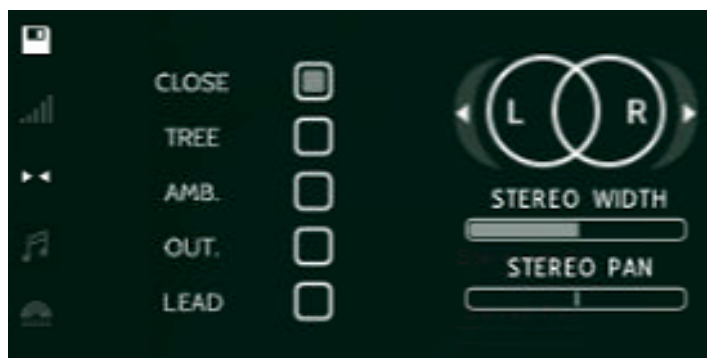 CLOSE
TREE
AMB.
OUT.
LEAD
L R
STEREO WIDTH
STEREO PAN